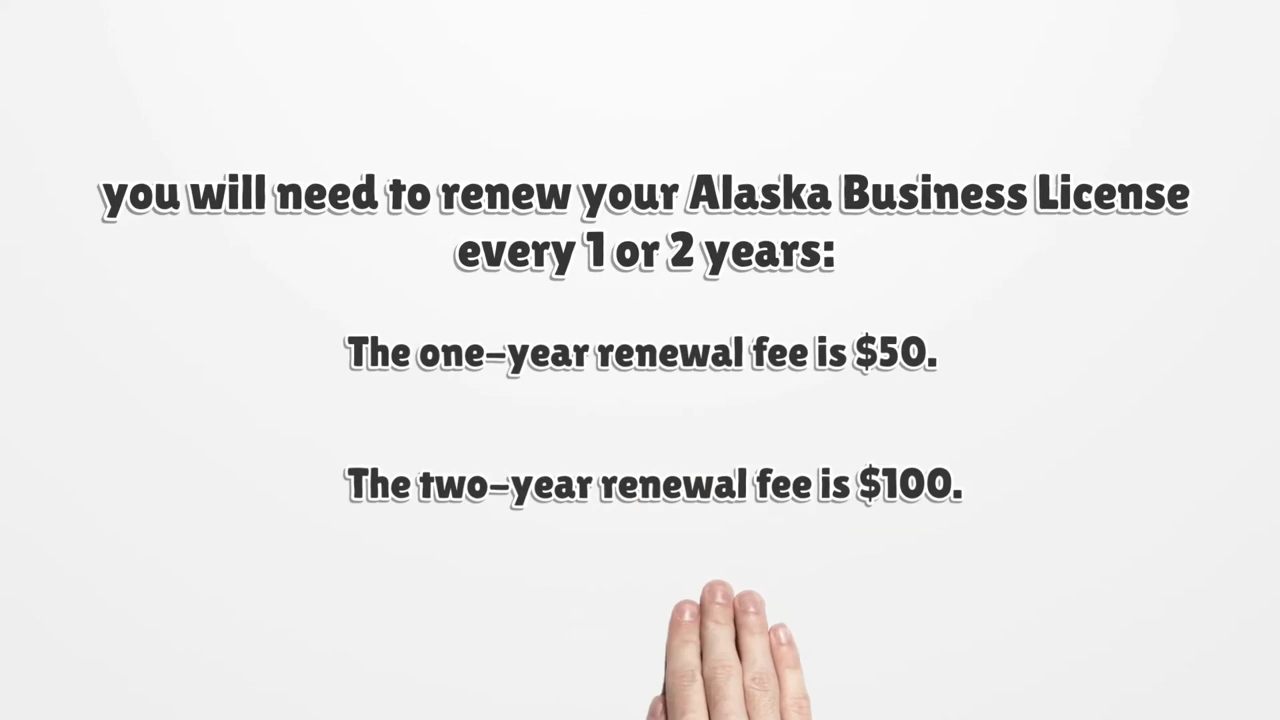 you will need to renew your Alaska Business License
every 1 or 2 years:
The one-year renewal fee is $50.
The two-year renewal fee is $100.